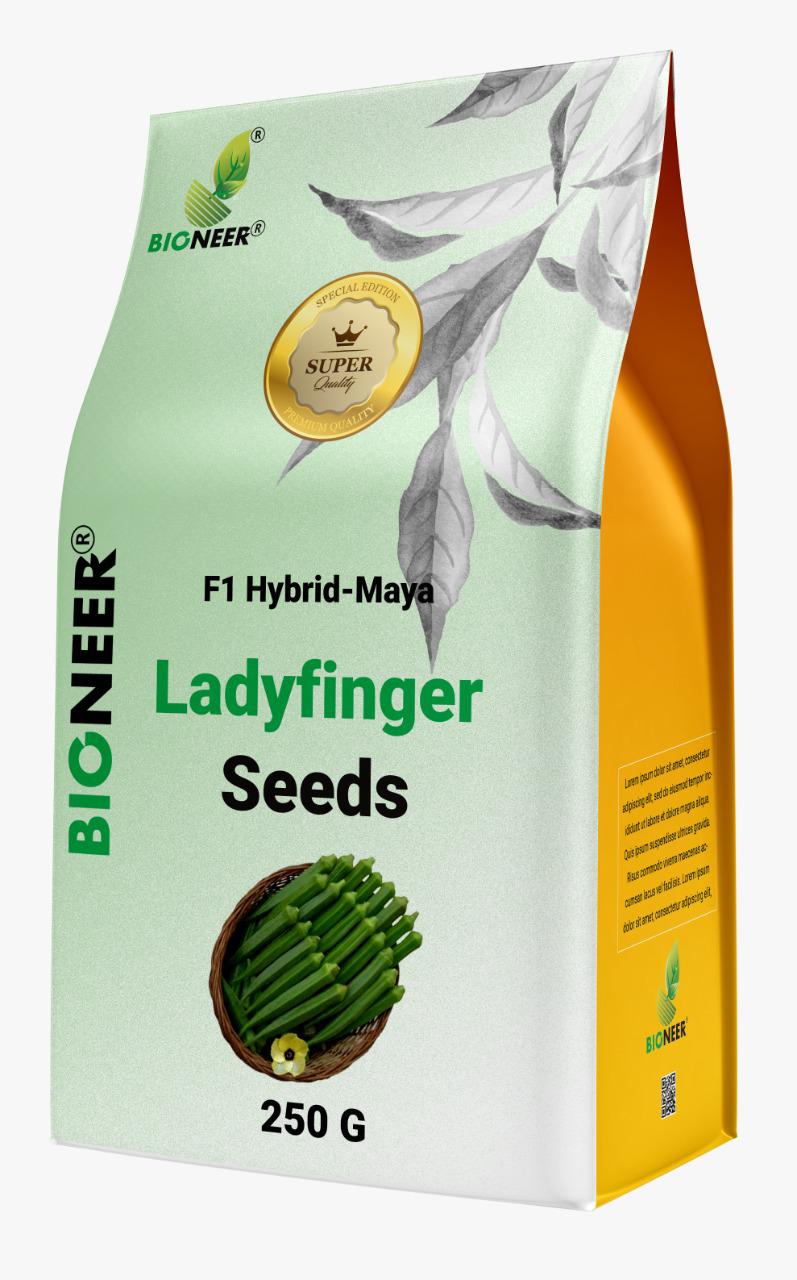 ®
BIONEER®
SPECIAL EDITION
SUPER
Quality
PREMIUM QUALITY
BIONEER®
F1 Hybrid-Maya
Ladyfinger
Seeds
250 G
Lorem ipsum dolor sit amet, consectetur
adipiscing elit, sed do eiusmod tempor inc-
ididunt ut labore et dolore magna aliqua.
Quis ipsum suspendisse ultrices gravida.
Risus commodo viverra maecenas ac-
cumsan lacus vel facilisis. Lorem ipsum
dolor sit amet, consectetur adipiscing elit,
BIONEER®